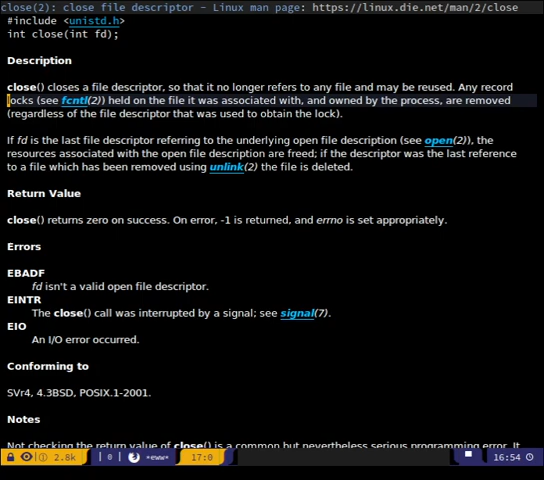 close(2): close file descriptor - Linux man page: https://linux.die.net/man/2/close
#include <unistd.h>
int close(int fd);
Description
close() closes a file descriptor, so that it no longer refers to any file and may be reused. Any record
locks (see fcntl(2)) held on the file it was associated with, and owned by the process, are removed
(regardless of the file descriptor that was used to obtain the lock).
If fd is the last file descriptor referring to the underlying open file description (see open(2)), the
resources associated with the open file description are freed; if the descriptor was the last reference
to a file which has been removed using unlink(2) the file is deleted.
Return Value
close() returns zero on success. On error, -1 is returned, and errno is set appropriately.
Errors
EBADF
fd isn't a valid open file descriptor.
EINTR
The close() call was interrupted by a signal; see signal(7).
EIO
An I/O error occurred.
Conforming to
SVr4, 4.3BSD, POSIX.1-2001.
Notes
Not checking the return value of close() is a common but nevertheless serious programming error. It
2.8k | 0 *eww* 17:0 16:54